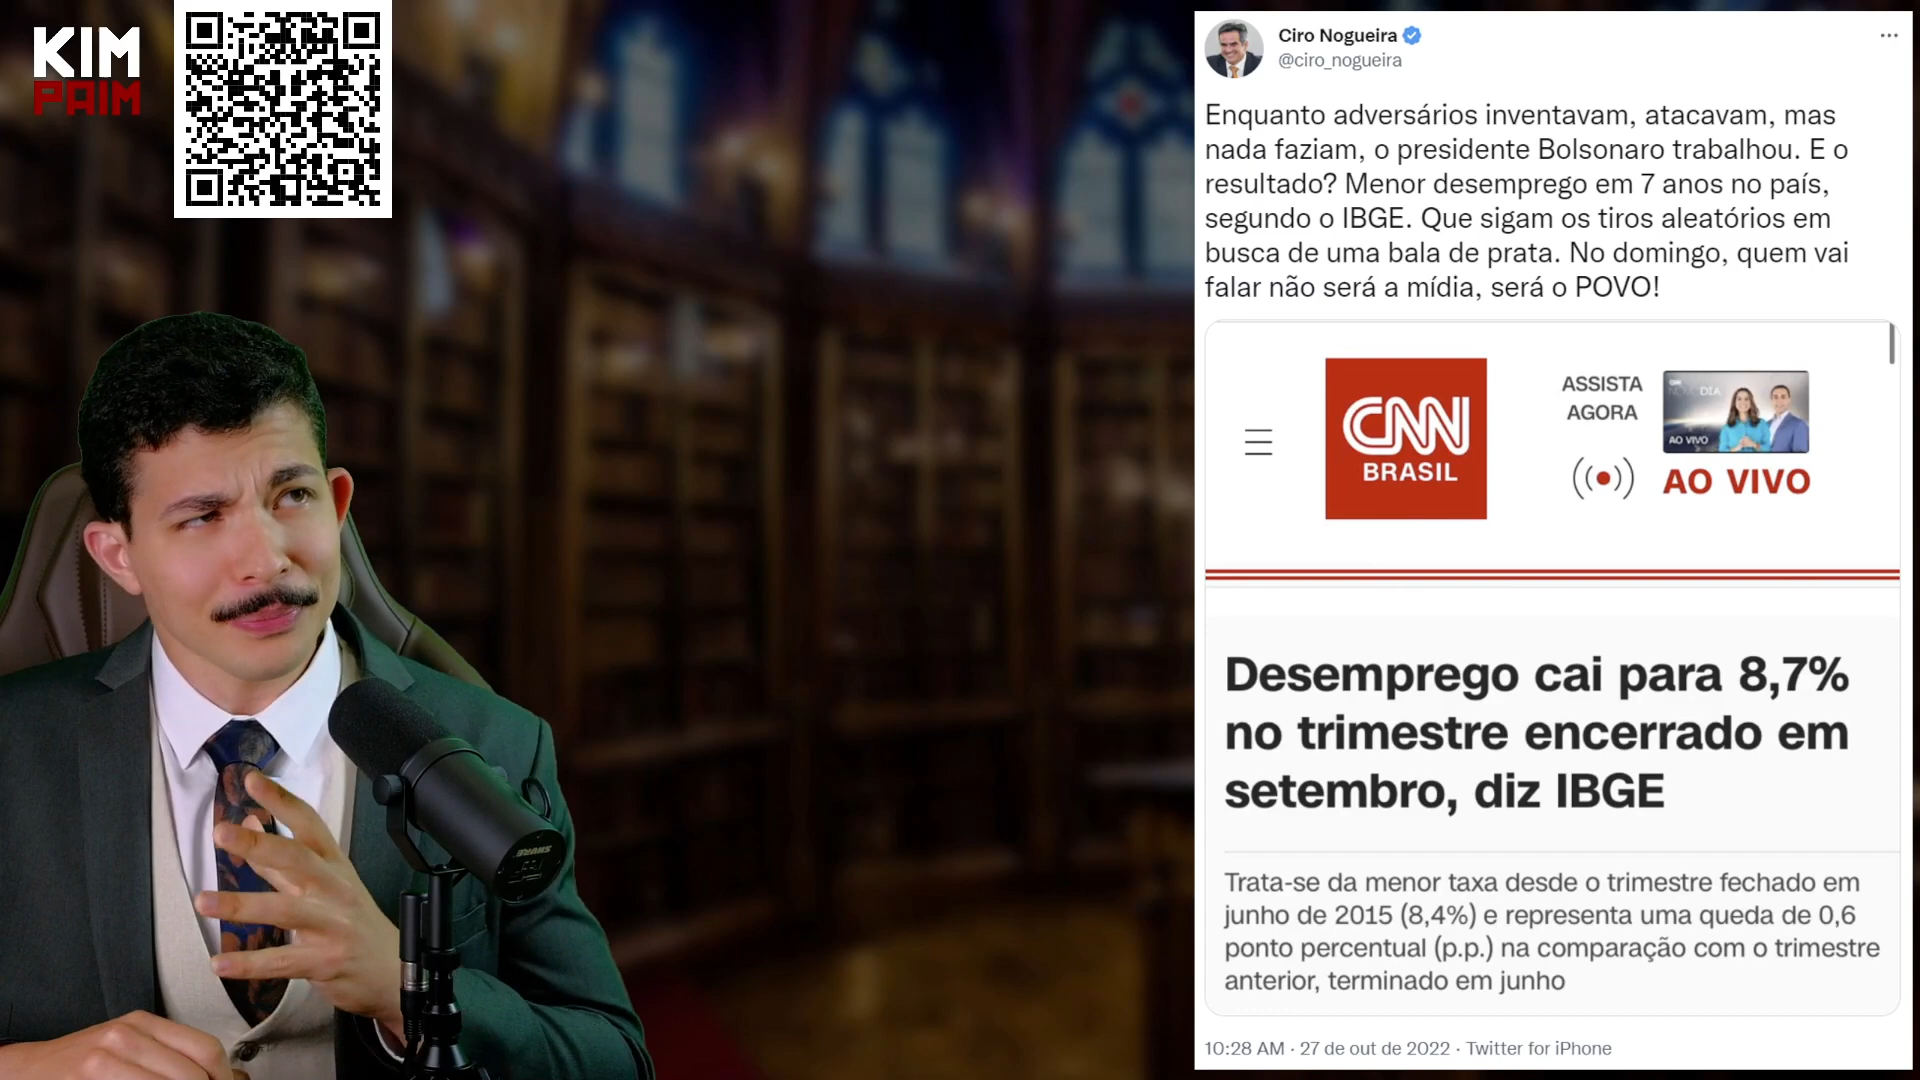 KIM
PAIM
Ciro Nogueira
@ciro_nogueira
Enquanto adversários inventavam, atacavam, mas
nada faziam, o presidente Bolsonaro trabalhou. E o
resultado? Menor desemprego em 7 anos no país,
segundo o IBGE. Que sigam os tiros aleatórios em
busca de uma bala de prata. No domingo, quem vai
falar não será a mídia, será o POVO!
CNN
BRASIL
ASSISTA
AGORA
DIA
AO VIVO
AO VIVO
Desemprego cai para 8,7%
no trimestre encerrado em
setembro, diz IBGE
Trata-se da menor taxa desde o trimestre fechado em
junho de 2015 (8,4%) e representa uma queda de 0,6
ponto percentual (p.p.) na comparação com o trimestre
anterior, terminado em junho
10:28 AM · 27 de out de 2022 · Twitter for iPhone
SHURE